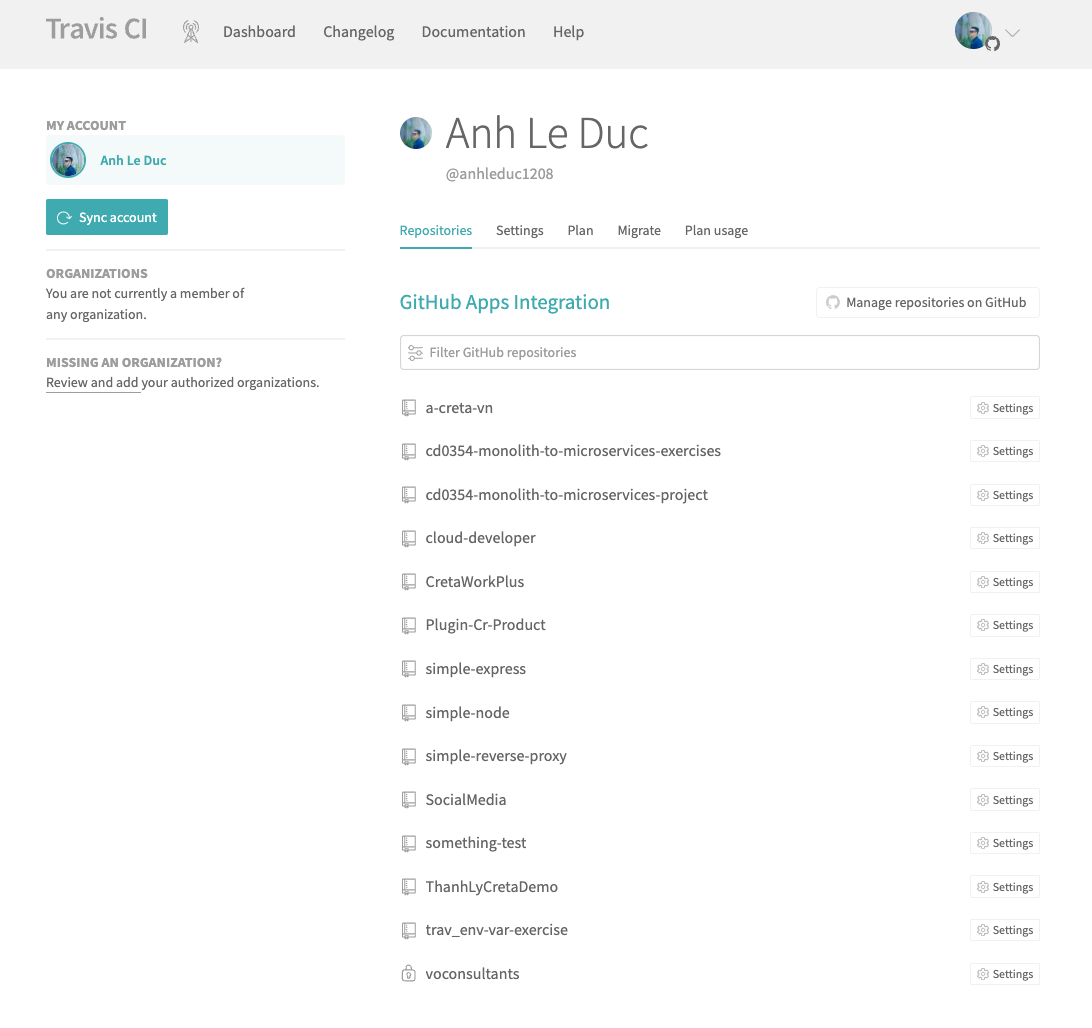 Travis CI
Dashboard
Changelog
Documentation
Help
MY ACCOUNT
Anh Le Duc
Sync account
ORGANIZATIONS
You are not currently a member of
any organization.
MISSING AN ORGANIZATION?
Review and add your authorized organizations.
Anh Le Duc
@anhleduc1208
Repositories
Settings
Plan
Migrate
Plan usage
GitHub Apps Integration
Manage repositories on GitHub
Filter GitHub repositories
a-creta-vn
Settings
cd0354-monolith-to-microservices-exercises
Settings
cd0354-monolith-to-microservices-project
Settings
cloud-developer
Settings
CretaWorkPlus
Settings
Plugin-Cr-Product
Settings
simple-express
Settings
simple-node
Settings
simple-reverse-proxy
Settings
SocialMedia
Settings
something-test
Settings
ThanhLyCretaDemo
Settings
trav_env-var-exercise
Settings
voconsultants
Settings